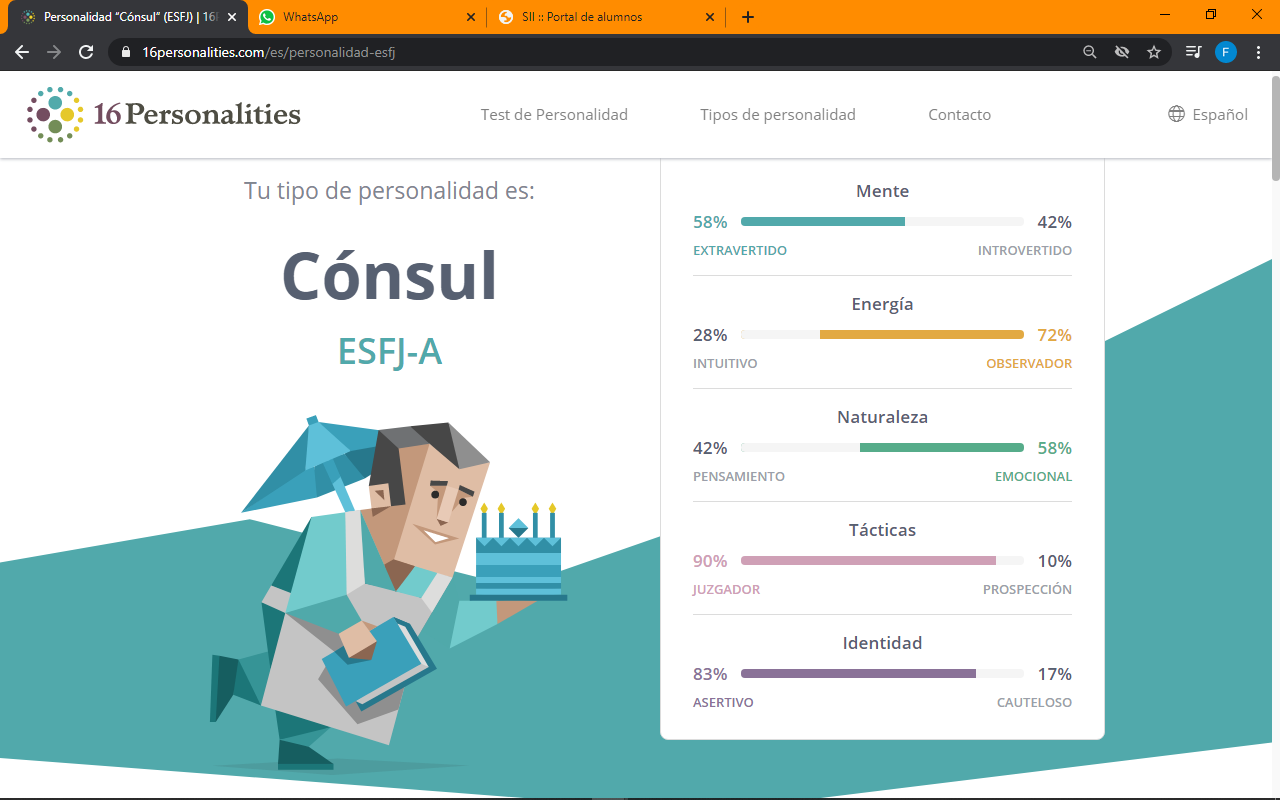 Personalidad “Cónsul” (ESFJ) | 16P
WhatsApp
SII :: Portal de alumnos
16personalities.com/es/personalidad-esfj
F
16Personalities
Test de Personalidad
Tipos de personalidad
Contacto
Español
Tu tipo de personalidad es:
Cónsul
ESFJ-A
Mente
58% 42%
EXTRAVERTIDO INTROVERTIDO
Energía
28% 72%
INTUITIVO OBSERVADOR
Naturaleza
42% 58%
PENSAMIENTO EMOCIONAL
Tácticas
90% 10%
JUZGADOR PROSPECCIÓN
Identidad
83% 17%
ASERTIVO CAUTELOSO